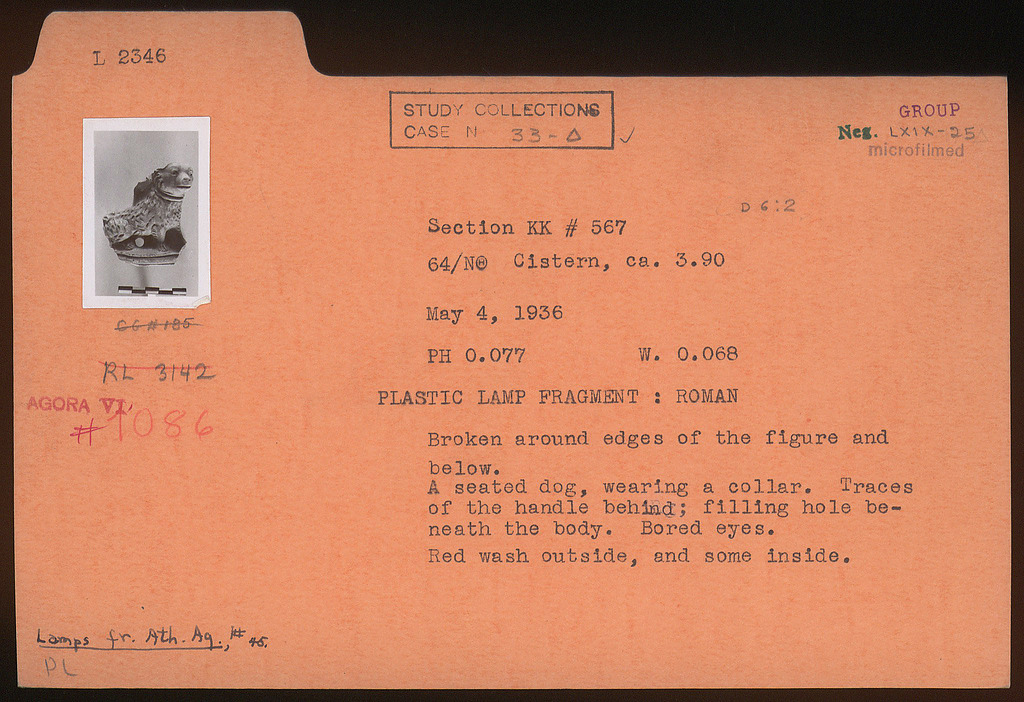 L 2346
STUDY COLLECTIONS
CASE N 33-Δ ✓
GROUP
Neg. LXIX-25
microfilmed
D 6:2
Section KK # 567
64/NⒽ Cistern, ca. 3.90
May 4, 1936
PH 0.077 W. 0.068
PLASTIC LAMP FRAGMENT : ROMAN
Broken around edges of the figure and
below.
A seated dog, wearing a collar. Traces
of the handle behind; filling hole be-
neath the body. Bored eyes.
Red wash outside, and some inside.
CG # 185
RL 3142
AGORA VI,
# 1086
Lamps fr. Ath. Ag., # 45.
PL